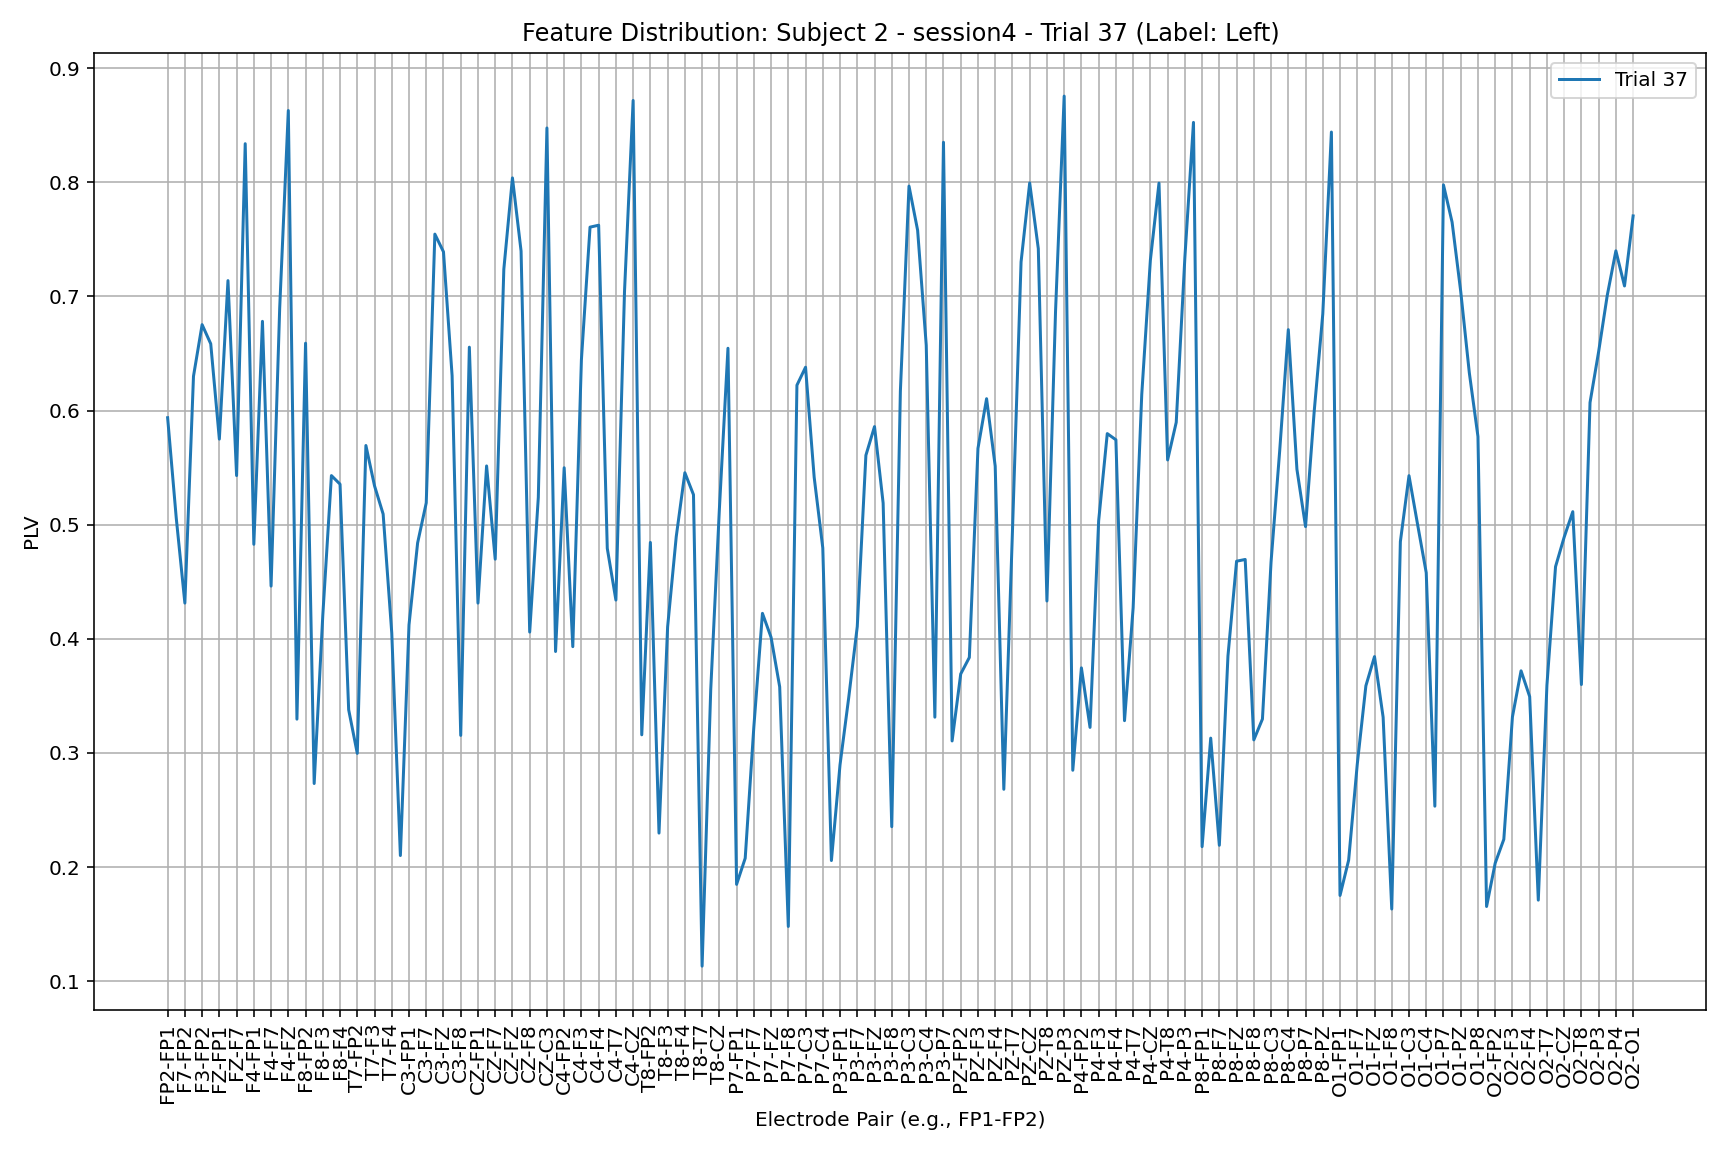 Feature Distribution: Subject 2 - session4 - Trial 37 (Label: Left)
Trial 37
0.9
0.8
0.7
0.6
0.5
0.4
0.3
0.2
0.1
PLV
FP2-FP1
F7-FP2
F3-FP2
FZ-FP1
FZ-F7
F4-FP1
F4-F7
F4-FZ
F8-FP2
F8-F3
F8-F4
T7-FP2
T7-F3
T7-F4
C3-FP1
C3-F7
C3-FZ
C3-F8
CZ-FP1
CZ-F7
CZ-FZ
CZ-F8
CZ-C3
C4-FP2
C4-F3
C4-F4
C4-T7
C4-CZ
T8-FP2
T8-F3
T8-F4
T8-T7
T8-CZ
P7-FP1
P7-F7
P7-FZ
P7-F8
P7-C3
P7-C4
P3-FP1
P3-F7
P3-FZ
P3-F8
P3-C3
P3-C4
P3-P7
PZ-FP2
PZ-F3
PZ-F4
PZ-T7
PZ-CZ
PZ-T8
PZ-P3
P4-FP2
P4-F3
P4-F4
P4-T7
P4-CZ
P4-T8
P4-P3
P8-FP1
P8-F7
P8-FZ
P8-F8
P8-C3
P8-C4
P8-P7
P8-PZ
O1-FP1
O1-F7
O1-FZ
O1-F8
O1-C3
O1-C4
O1-P7
O1-PZ
O1-P8
O2-FP2
O2-F3
O2-F4
O2-T7
O2-CZ
O2-T8
O2-P3
O2-P4
O2-O1
Electrode Pair (e.g., FP1-FP2)